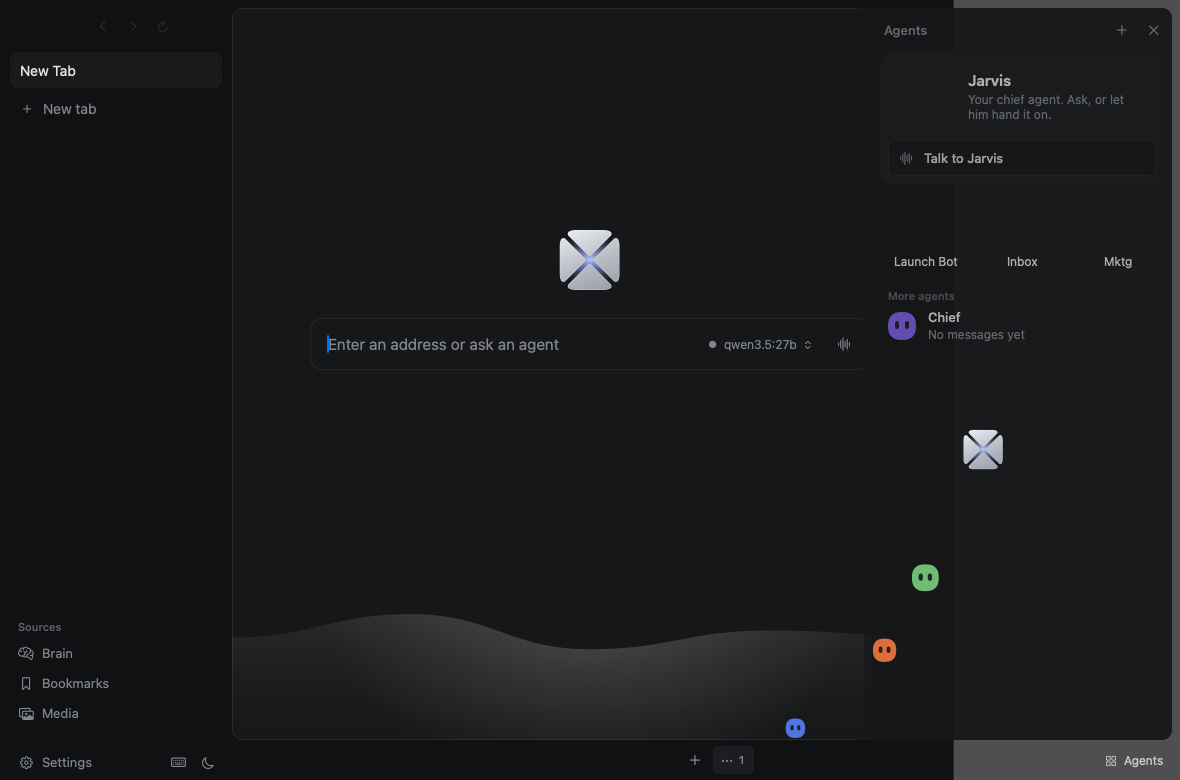 New Tab
New tab
Enter an address or ask an agent
qwen3.5:27b
Agents
Jarvis
Your chief agent. Ask, or let
him hand it on.
Talk to Jarvis
Launch Bot
Inbox
Mktg
More agents
Chief
No messages yet
Sources
Brain
Bookmarks
Media
Settings
1
Agents